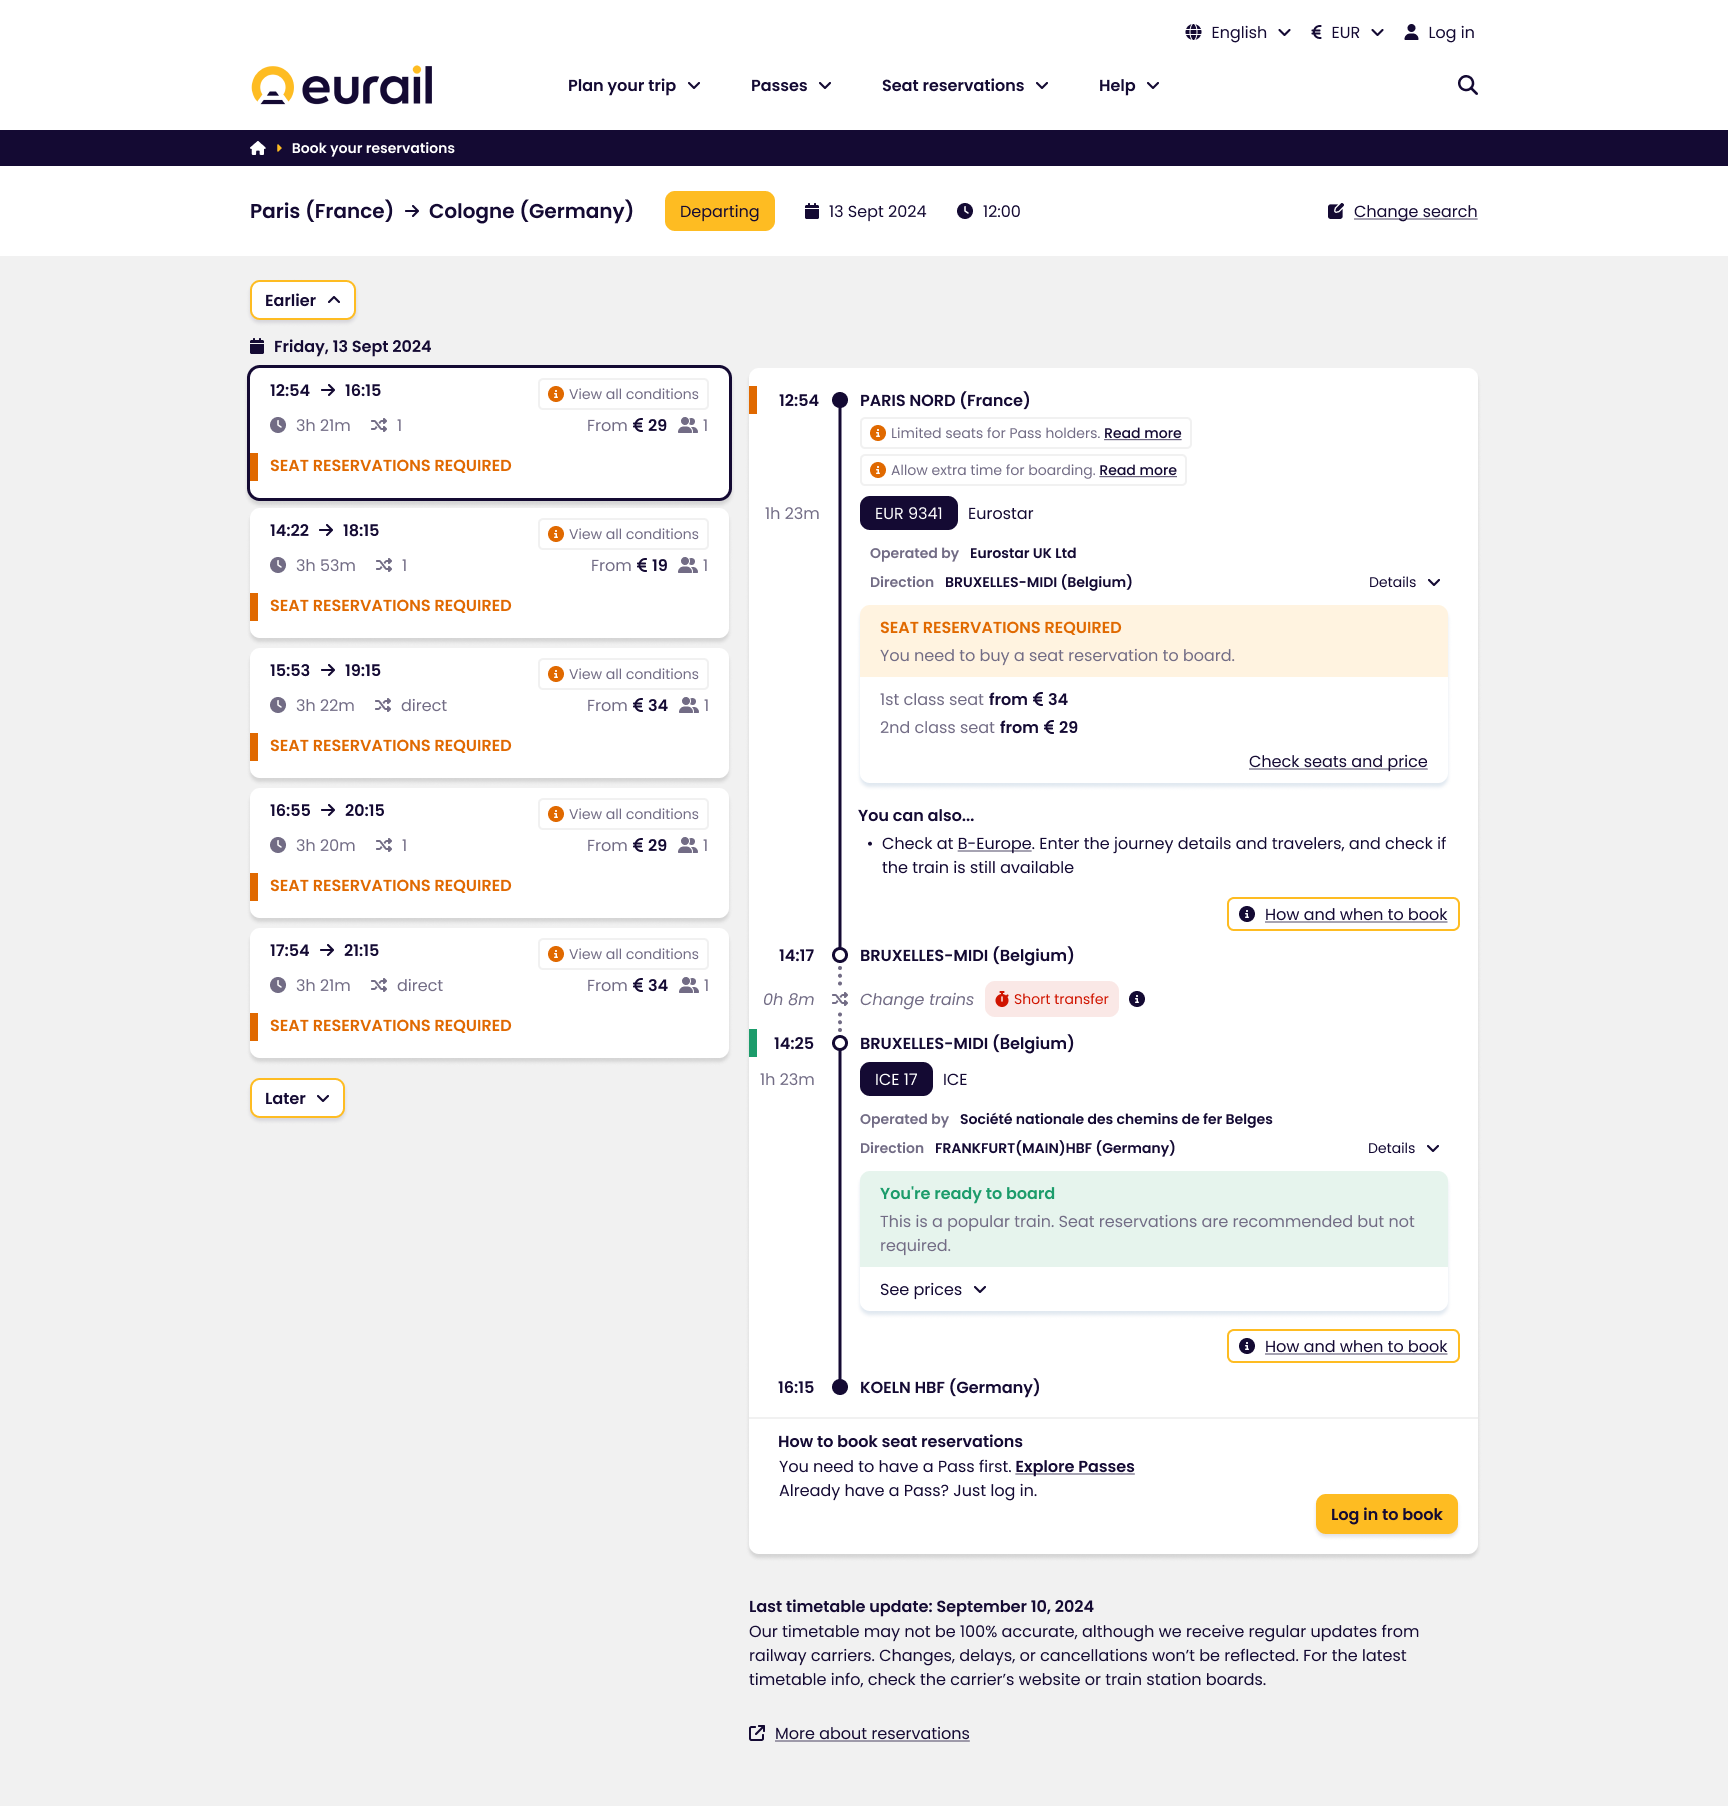 English
EUR
Log in
eurail
Plan your trip
Passes
Seat reservations
Help
Book your reservations
Paris (France) → Cologne (Germany)
Departing
13 Sept 2024
12:00
Change search
Earlier
Friday, 13 Sept 2024
12:54 → 16:15
View all conditions
3h 21m
1
From € 29
1
SEAT RESERVATIONS REQUIRED
14:22 → 18:15
View all conditions
3h 53m
1
From € 19
1
SEAT RESERVATIONS REQUIRED
15:53 → 19:15
View all conditions
3h 22m
direct
From € 34
1
SEAT RESERVATIONS REQUIRED
16:55 → 20:15
View all conditions
3h 20m
1
From € 29
1
SEAT RESERVATIONS REQUIRED
17:54 → 21:15
View all conditions
3h 21m
direct
From € 34
1
SEAT RESERVATIONS REQUIRED
Later
12:54
PARIS NORD (France)
Limited seats for Pass holders. Read more
Allow extra time for boarding. Read more
1h 23m
EUR 9341
Eurostar
Operated by Eurostar UK Ltd
Direction BRUXELLES-MIDI (Belgium)
Details
SEAT RESERVATIONS REQUIRED
You need to buy a seat reservation to board.
1st class seat from € 34
2nd class seat from € 29
Check seats and price
You can also...
• Check at B-Europe. Enter the journey details and travelers, and check if
the train is still available
How and when to book
14:17
BRUXELLES-MIDI (Belgium)
0h 8m
Change trains
Short transfer
14:25
BRUXELLES-MIDI (Belgium)
1h 23m
ICE 17
ICE
Operated by Société nationale des chemins de fer Belges
Direction FRANKFURT(MAIN)HBF (Germany)
Details
You're ready to board
This is a popular train. Seat reservations are recommended but not
required.
See prices
How and when to book
16:15
KOELN HBF (Germany)
How to book seat reservations
You need to have a Pass first. Explore Passes
Already have a Pass? Just log in.
Log in to book
Last timetable update: September 10, 2024
Our timetable may not be 100% accurate, although we receive regular updates from
railway carriers. Changes, delays, or cancellations won’t be reflected. For the latest
timetable info, check the carrier’s website or train station boards.
More about reservations